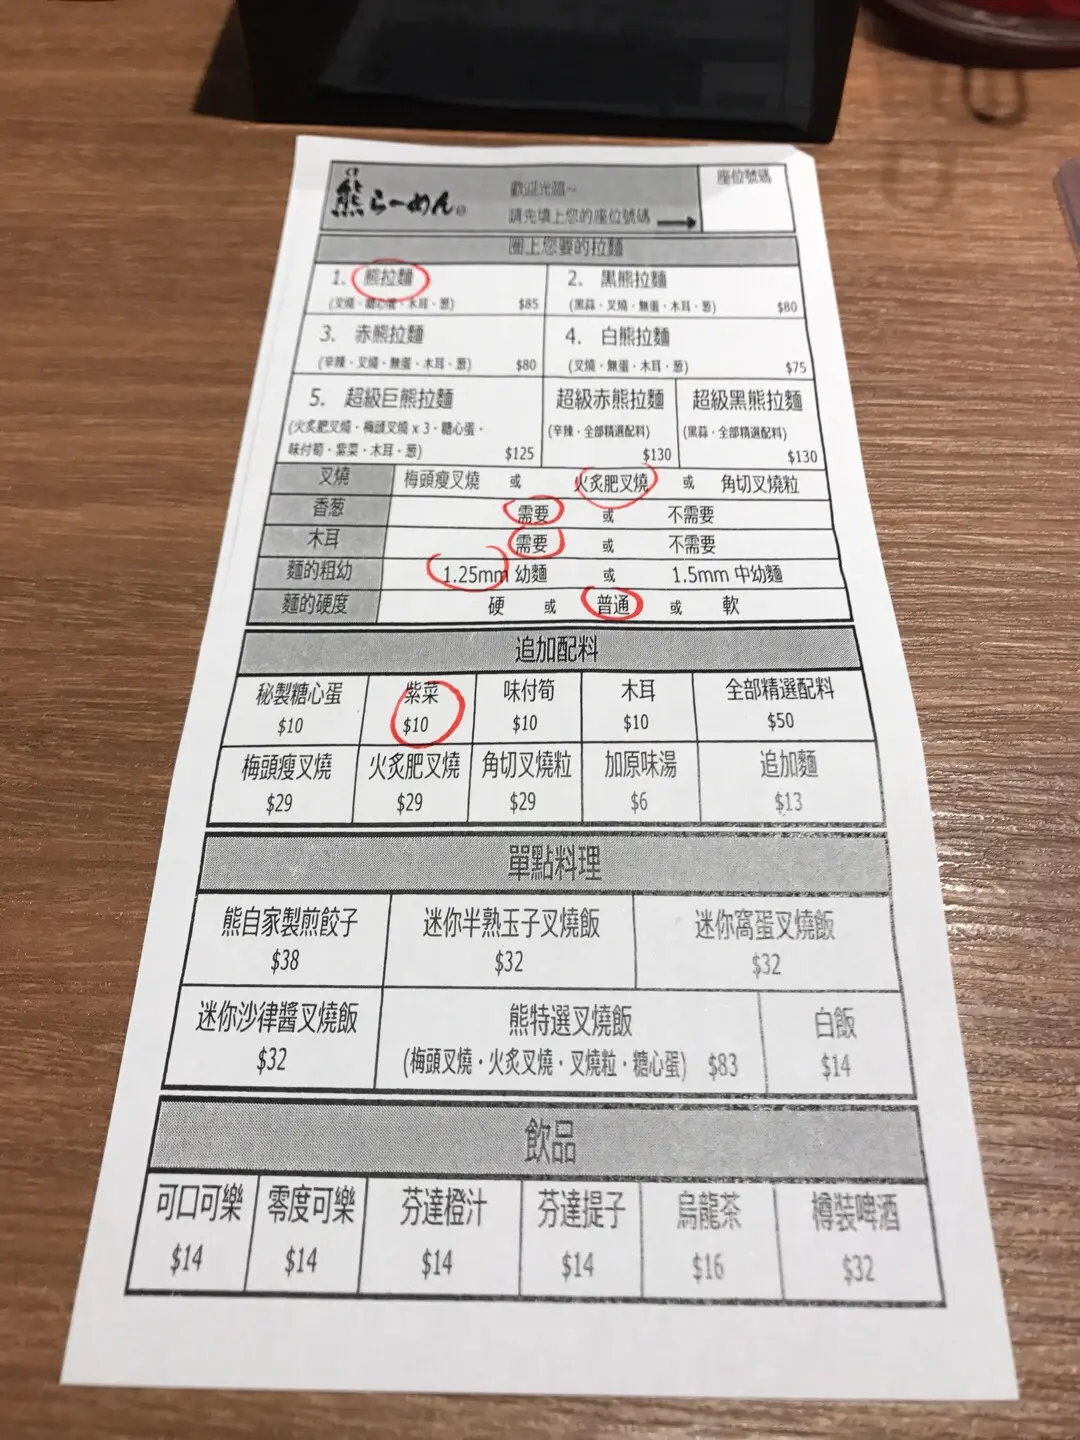 熊らーめん
歡迎光臨~
請先填上您的座位號碼
座位號碼
圈上您要的拉麵
1. 熊拉麵
(叉燒·糖心蛋·木耳·葱) $85
2. 黑熊拉麵
(黑蒜·叉燒·無蛋·木耳·葱) $80
3. 赤熊拉麵
(辛辣·叉燒·無蛋·木耳·葱) $80
4. 白熊拉麵
(叉燒·無蛋·木耳·葱) $75
5. 超級巨熊拉麵
(火炙肥叉燒·梅頭叉燒 x 3·糖心蛋·
味付筍·紫菜·木耳·葱) $125
超級赤熊拉麵
(辛辣·全部精選配料)
$130
超級黑熊拉麵
(黑蒜·全部精選配料)
$130
叉燒 梅頭瘦叉燒 或 火炙肥叉燒 或 角切叉燒粒
香葱 需要 或 不需要
木耳 需要 或 不需要
麵的粗幼 1.25mm 幼麵 或 1.5mm 中幼麵
麵的硬度 硬 或 普通 或 軟
追加配料
秘製糖心蛋 紫菜 味付筍 木耳 全部精選配料
$10 $10 $10 $10 $50
梅頭瘦叉燒 火炙肥叉燒 角切叉燒粒 加原味湯 追加麵
$29 $29 $29 $6 $13
單點料理
熊自家製煎餃子 迷你半熟玉子叉燒飯 迷你窩蛋叉燒飯
$38 $32 $32
迷你沙律醬叉燒飯 熊特選叉燒飯 白飯
$32 (梅頭叉燒·火炙叉燒·叉燒粒·糖心蛋) $83 $14
飲品
可口可樂 零度可樂 芬達橙汁 芬達提子 烏龍茶 樽裝啤酒
$14 $14 $14 $14 $16 $32